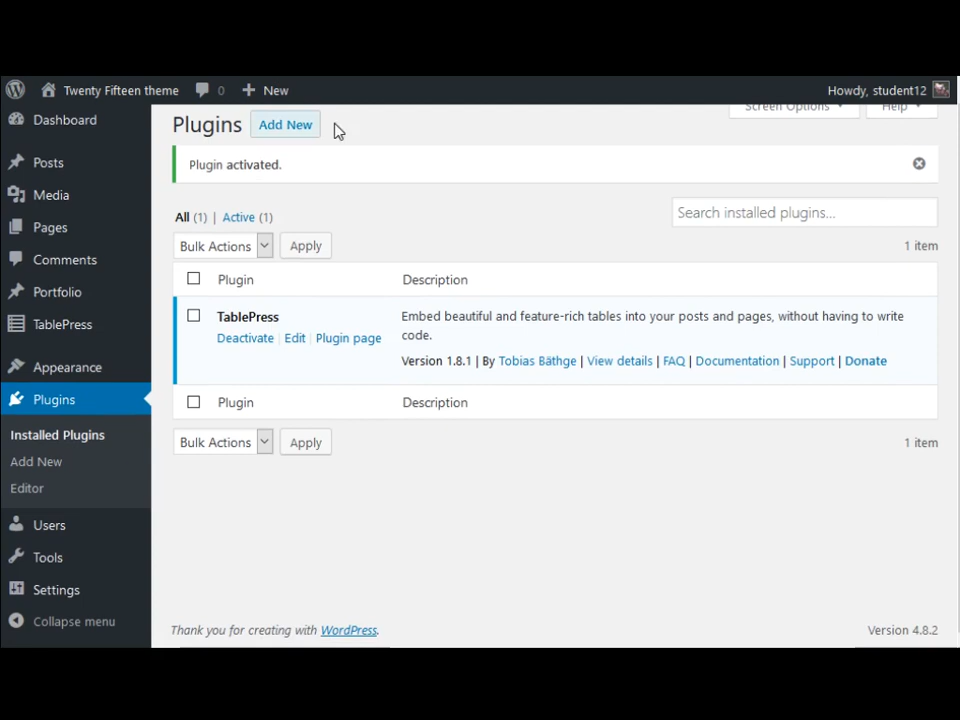 Twenty Fifteen theme 0 New Howdy, student12
Dashboard
Posts
Media
Pages
Comments
Portfolio
TablePress
Appearance
Plugins
Installed Plugins
Add New
Editor
Users
Tools
Settings
Collapse menu
Plugins Add New Screen Options Help
Plugin activated.
All (1) | Active (1) Search installed plugins...
Bulk Actions Apply 1 item
Plugin Description
TablePress Embed beautiful and feature-rich tables into your posts and pages, without having to write
code.
Deactivate | Edit | Plugin page
Version 1.8.1 | By Tobias Bäthge | View details | FAQ | Documentation | Support | Donate
Plugin Description
Bulk Actions Apply 1 item
Thank you for creating with WordPress. Version 4.8.2